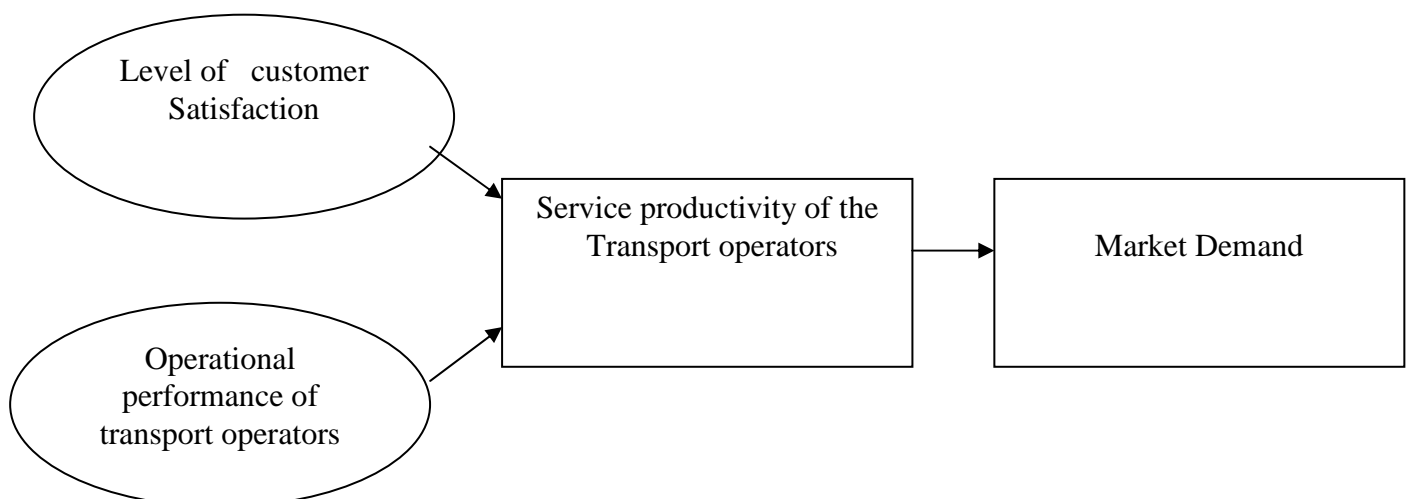 Level of customer
Satisfaction
Service productivity of the
Transport operators
Market Demand
Operational
performance of
transport operators